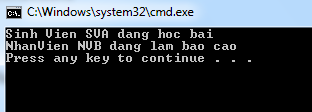 C:\Windows\system32\cmd.exe
Sinh Vien SVA dang hoc bai
NhanVien NVB dang lam bao cao
Press any key to continue . . .